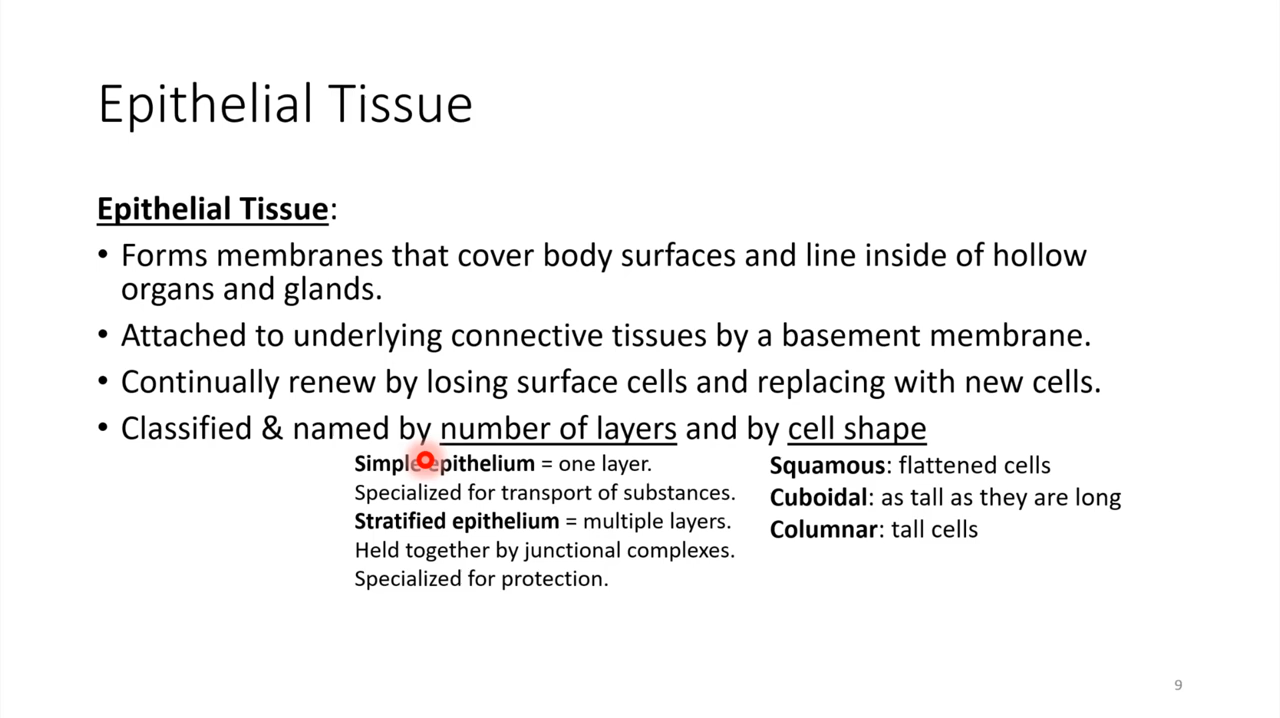 Epithelial Tissue
Epithelial Tissue:
• Forms membranes that cover body surfaces and line inside of hollow
organs and glands.
• Attached to underlying connective tissues by a basement membrane.
• Continually renew by losing surface cells and replacing with new cells.
• Classified & named by number of layers and by cell shape
Simple epithelium = one layer.
Specialized for transport of substances.
Stratified epithelium = multiple layers.
Held together by junctional complexes.
Specialized for protection.
Squamous: flattened cells
Cuboidal: as tall as they are long
Columnar: tall cells
9